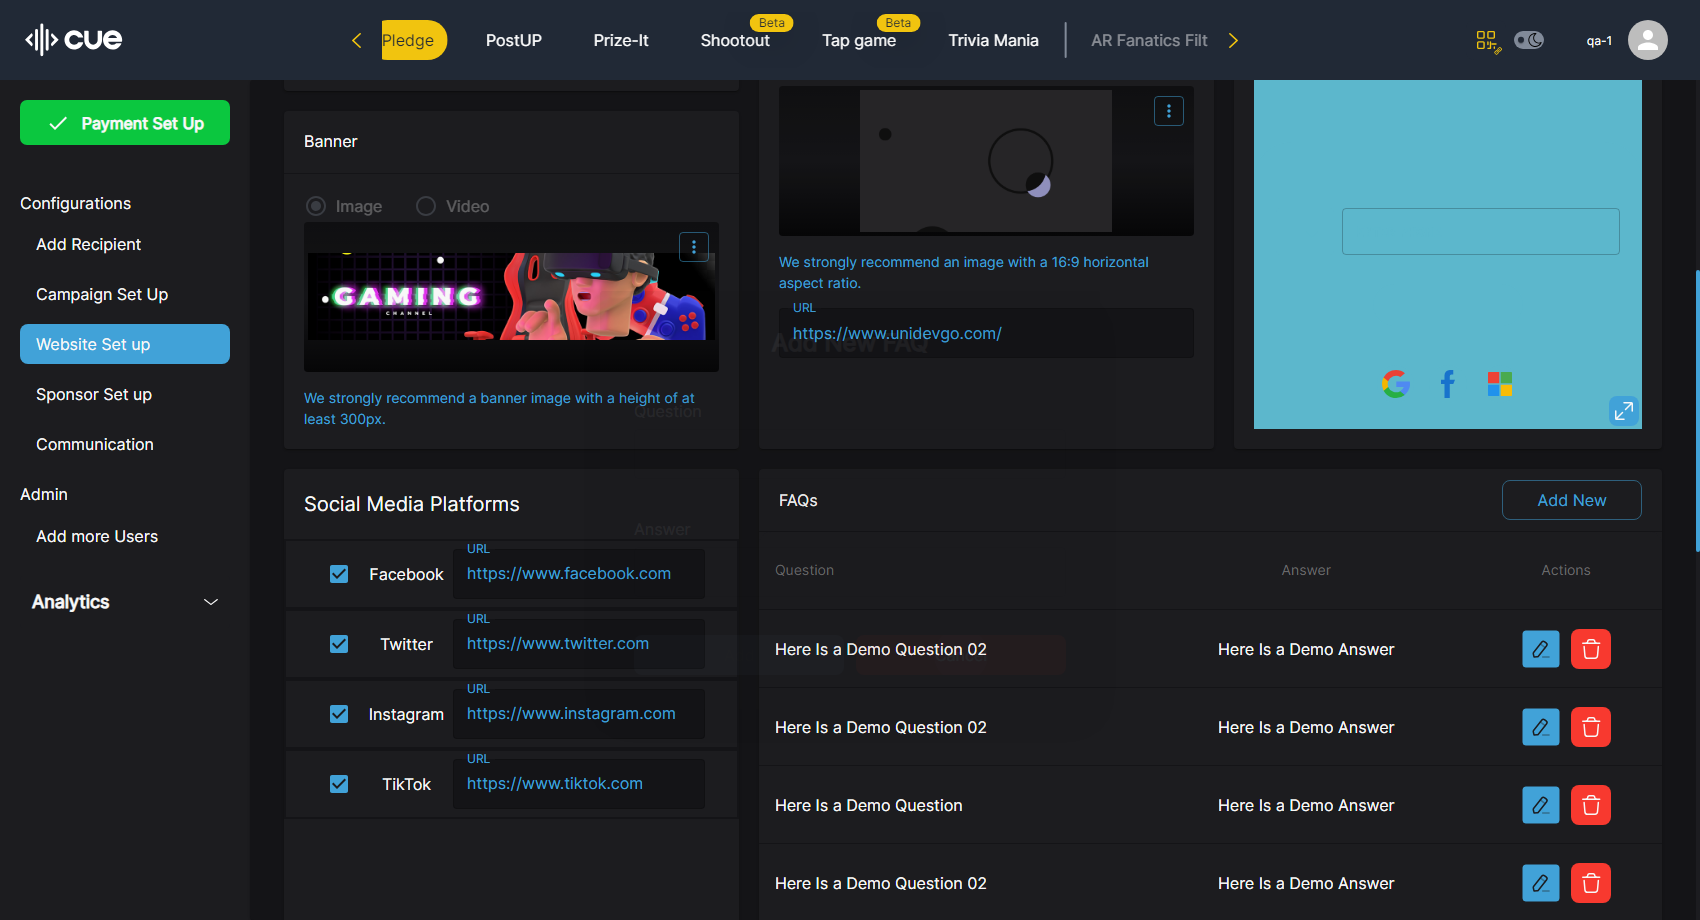 cue
Pledge
PostUP
Prize-It
Shootout
Beta
Tap game
Beta
Trivia Mania
AR Fanatics Filt
qa-1
Payment Set Up
Configurations
Add Recipient
Campaign Set Up
Website Set up
Sponsor Set up
Communication
Admin
Add more Users
Analytics
Banner
Image
Video
GAMING
CHANNEL
We strongly recommend a banner image with a height of at
least 300px.
We strongly recommend an image with a 16:9 horizontal
aspect ratio.
URL
https://www.unidevgo.com/
Add New FAQ
Question
Answer
Social Media Platforms
Facebook
URL
https://www.facebook.com
Twitter
URL
https://www.twitter.com
Instagram
URL
https://www.instagram.com
TikTok
URL
https://www.tiktok.com
FAQs
Add New
Question
Answer
Actions
Here Is a Demo Question 02
Here Is a Demo Answer
Here Is a Demo Question 02
Here Is a Demo Answer
Here Is a Demo Question
Here Is a Demo Answer
Here Is a Demo Question 02
Here Is a Demo Answer